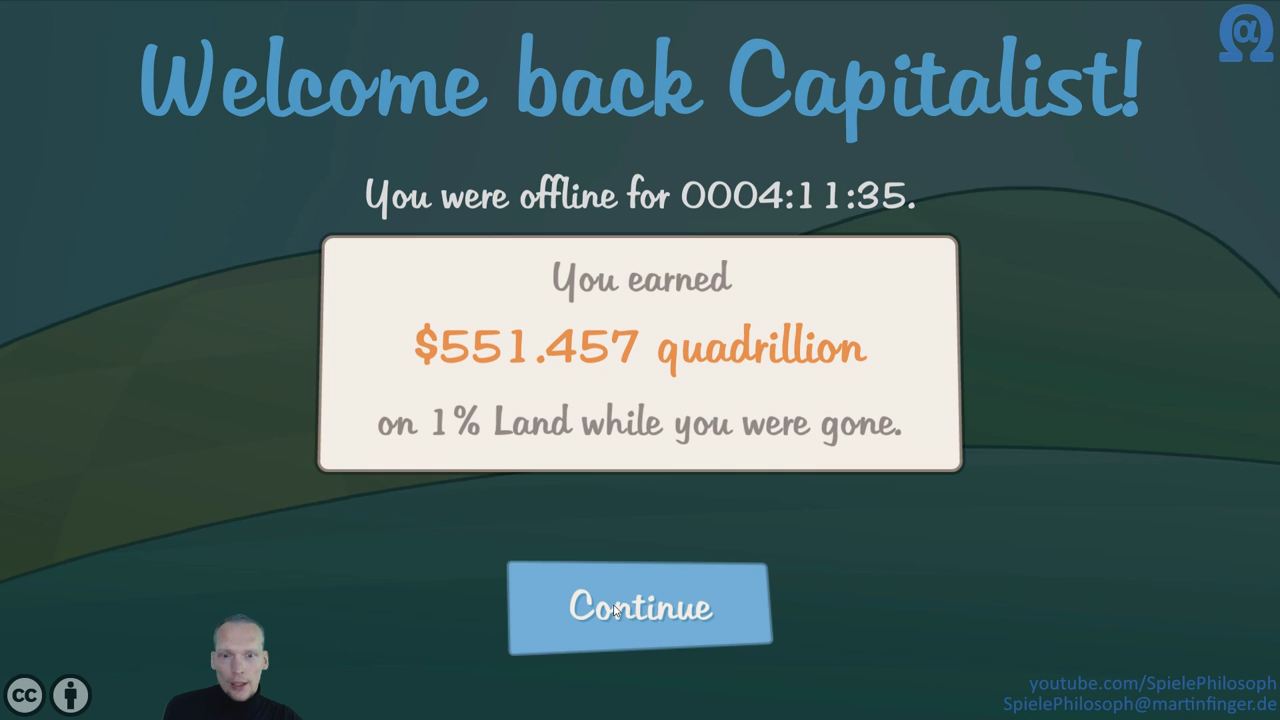 Welcome back Capitalist!
You were offline for 0004:11:35.
You earned
$551.457 quadrillion
on 1% Land while you were gone.
Continue
cc
youtube.com/SpielePhilosoph
SpielePhilosoph@martinfinger.de